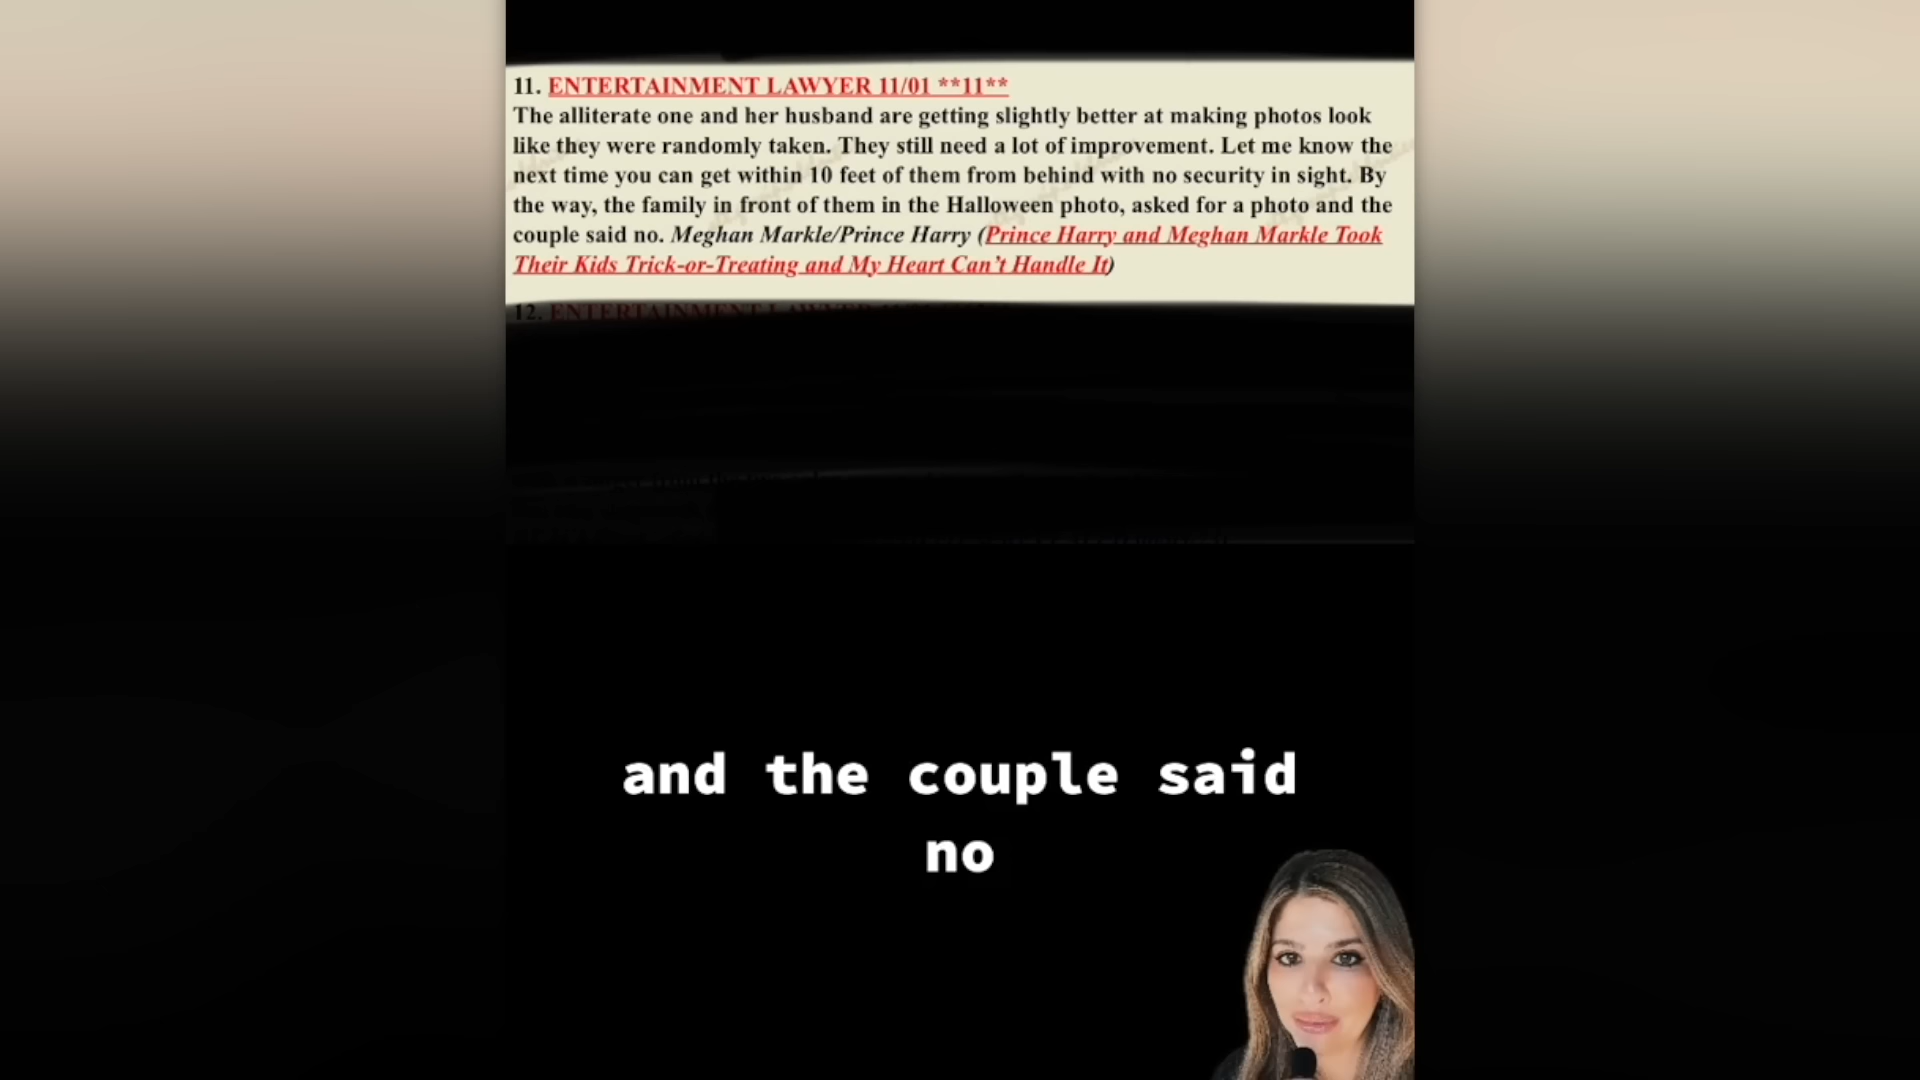 11. ENTERTAINMENT LAWYER 11/01 **11**
The alliterate one and her husband are getting slightly better at making photos look
like they were randomly taken. They still need a lot of improvement. Let me know the
next time you can get within 10 feet of them from behind with no security in sight. By
the way, the family in front of them in the Halloween photo, asked for a photo and the
couple said no. Meghan Markle/Prince Harry (Prince Harry and Meghan Markle Took
Their Kids Trick-or-Treating and My Heart Can’t Handle It)
12. ENTERTAINMENT LAWYER
and the couple said
no